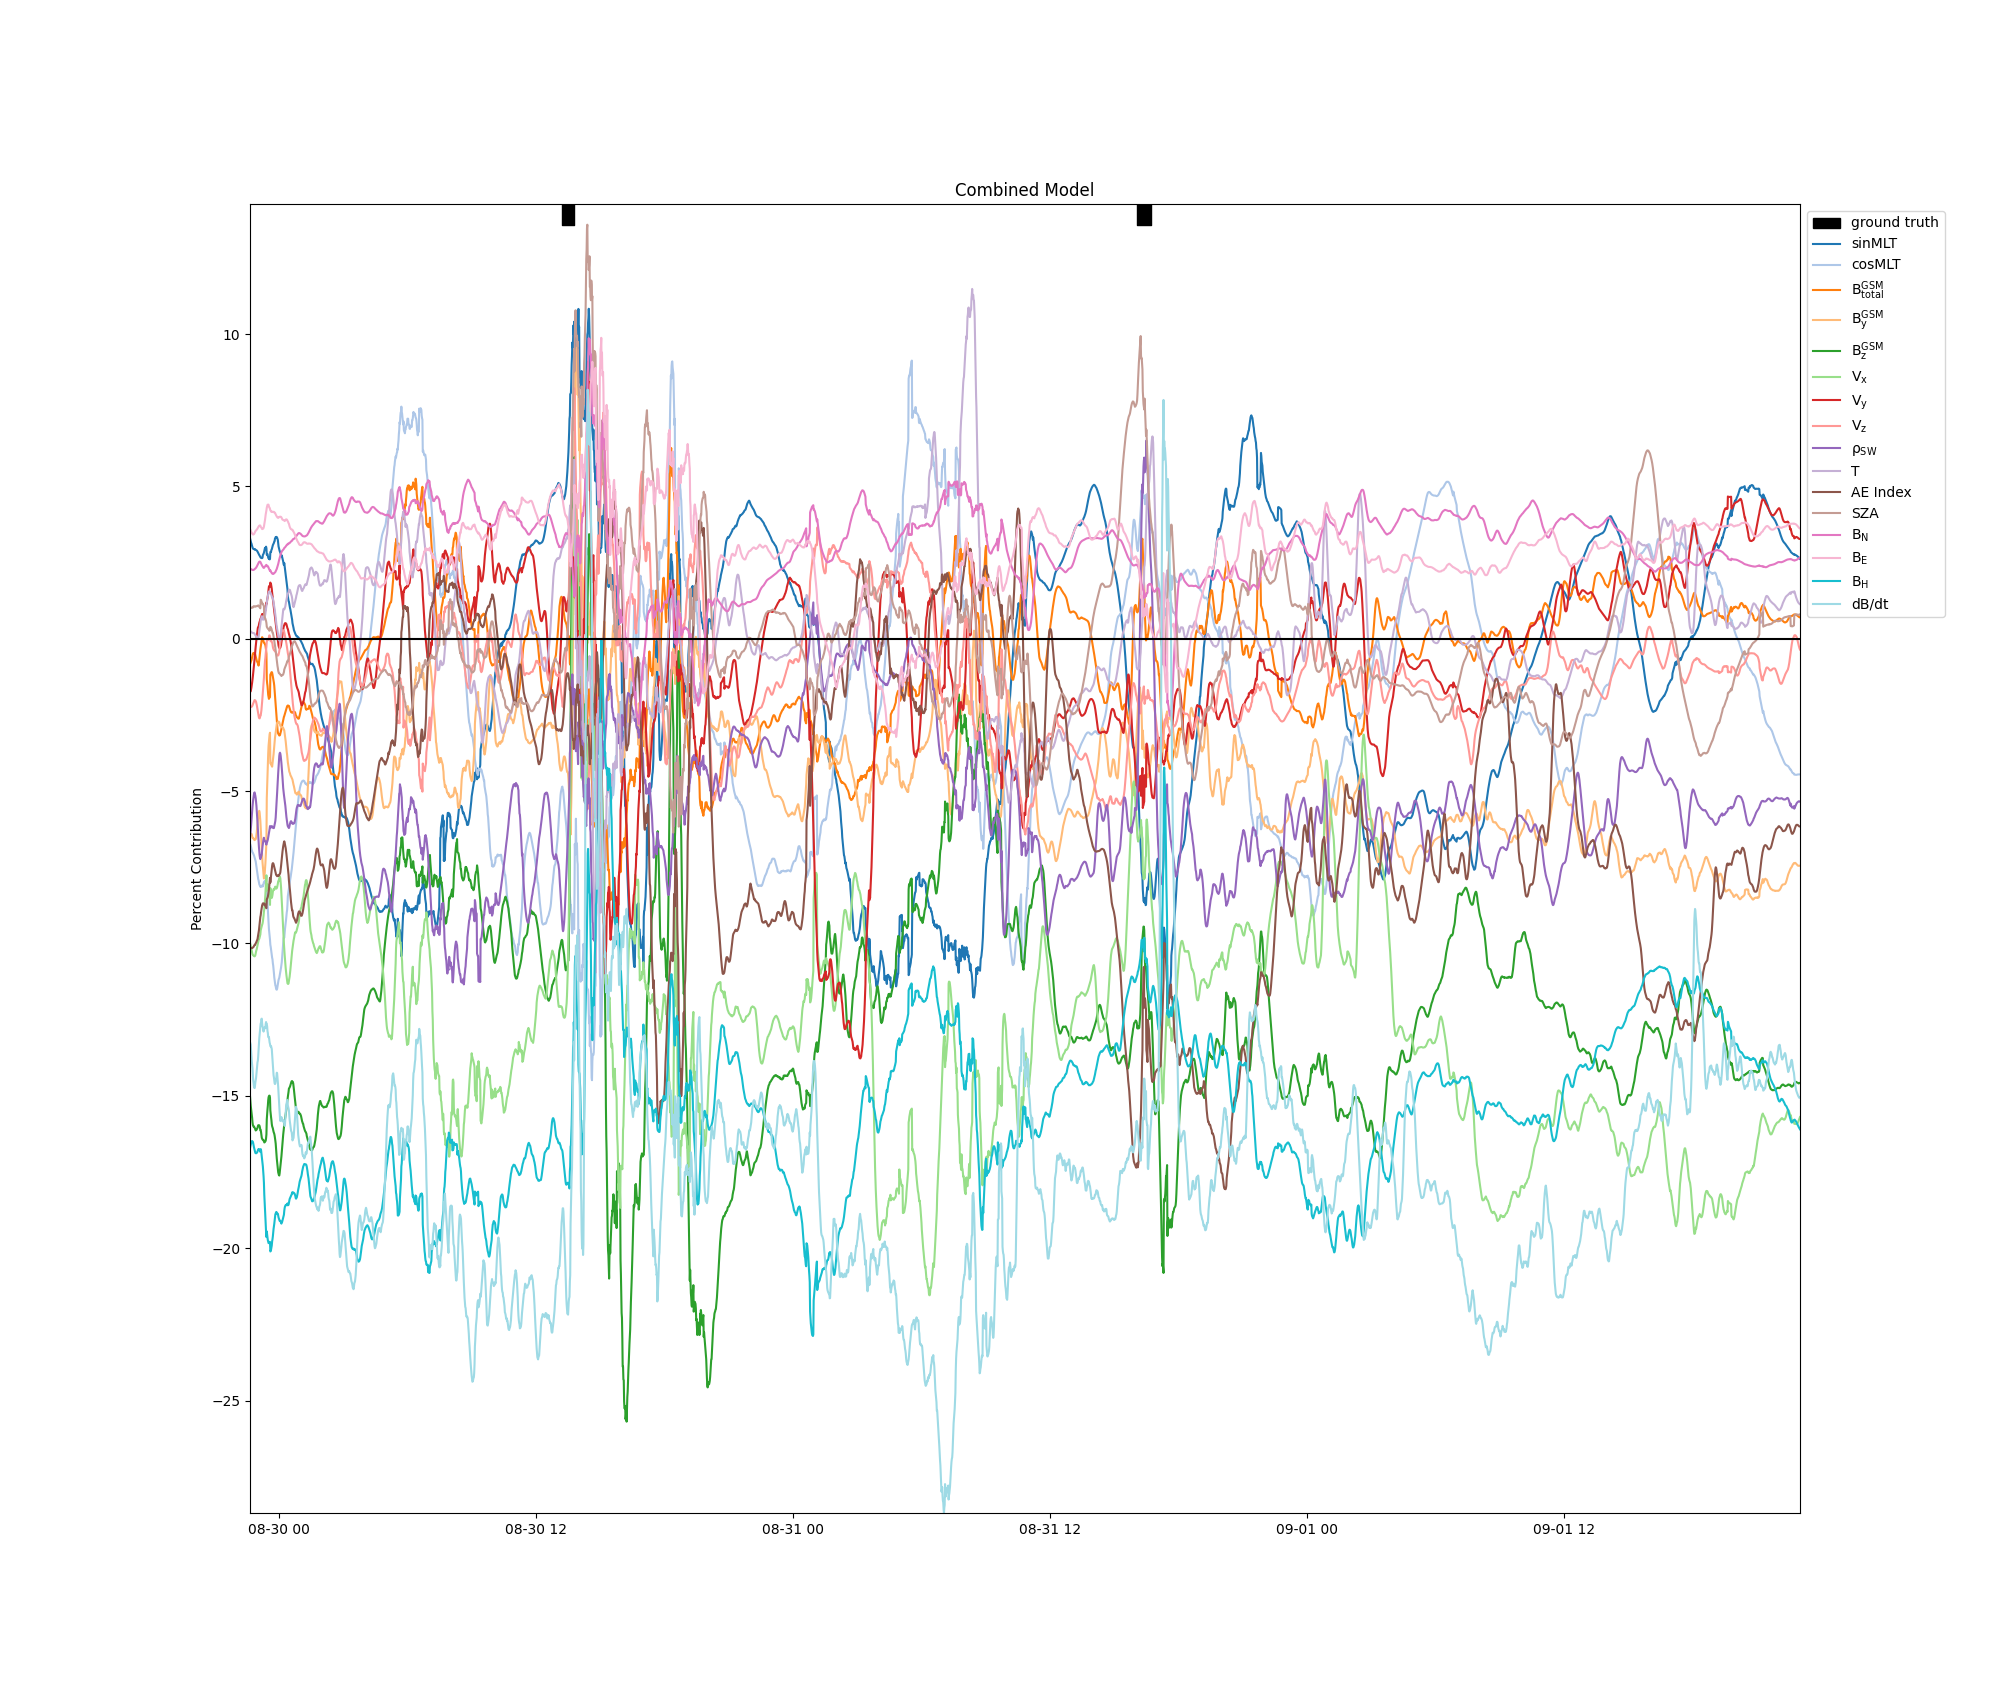 Combined Model
ground truth
sinMLT
cosMLT
B_total^GSM
B_y^GSM
B_z^GSM
V_x
V_y
V_z
ρ_SW
T
AE Index
SZA
B_N
B_E
B_H
dB/dt
Percent Contribution
10
5
0
−5
−10
−15
−20
−25
08-30 00
08-30 12
08-31 00
08-31 12
09-01 00
09-01 12